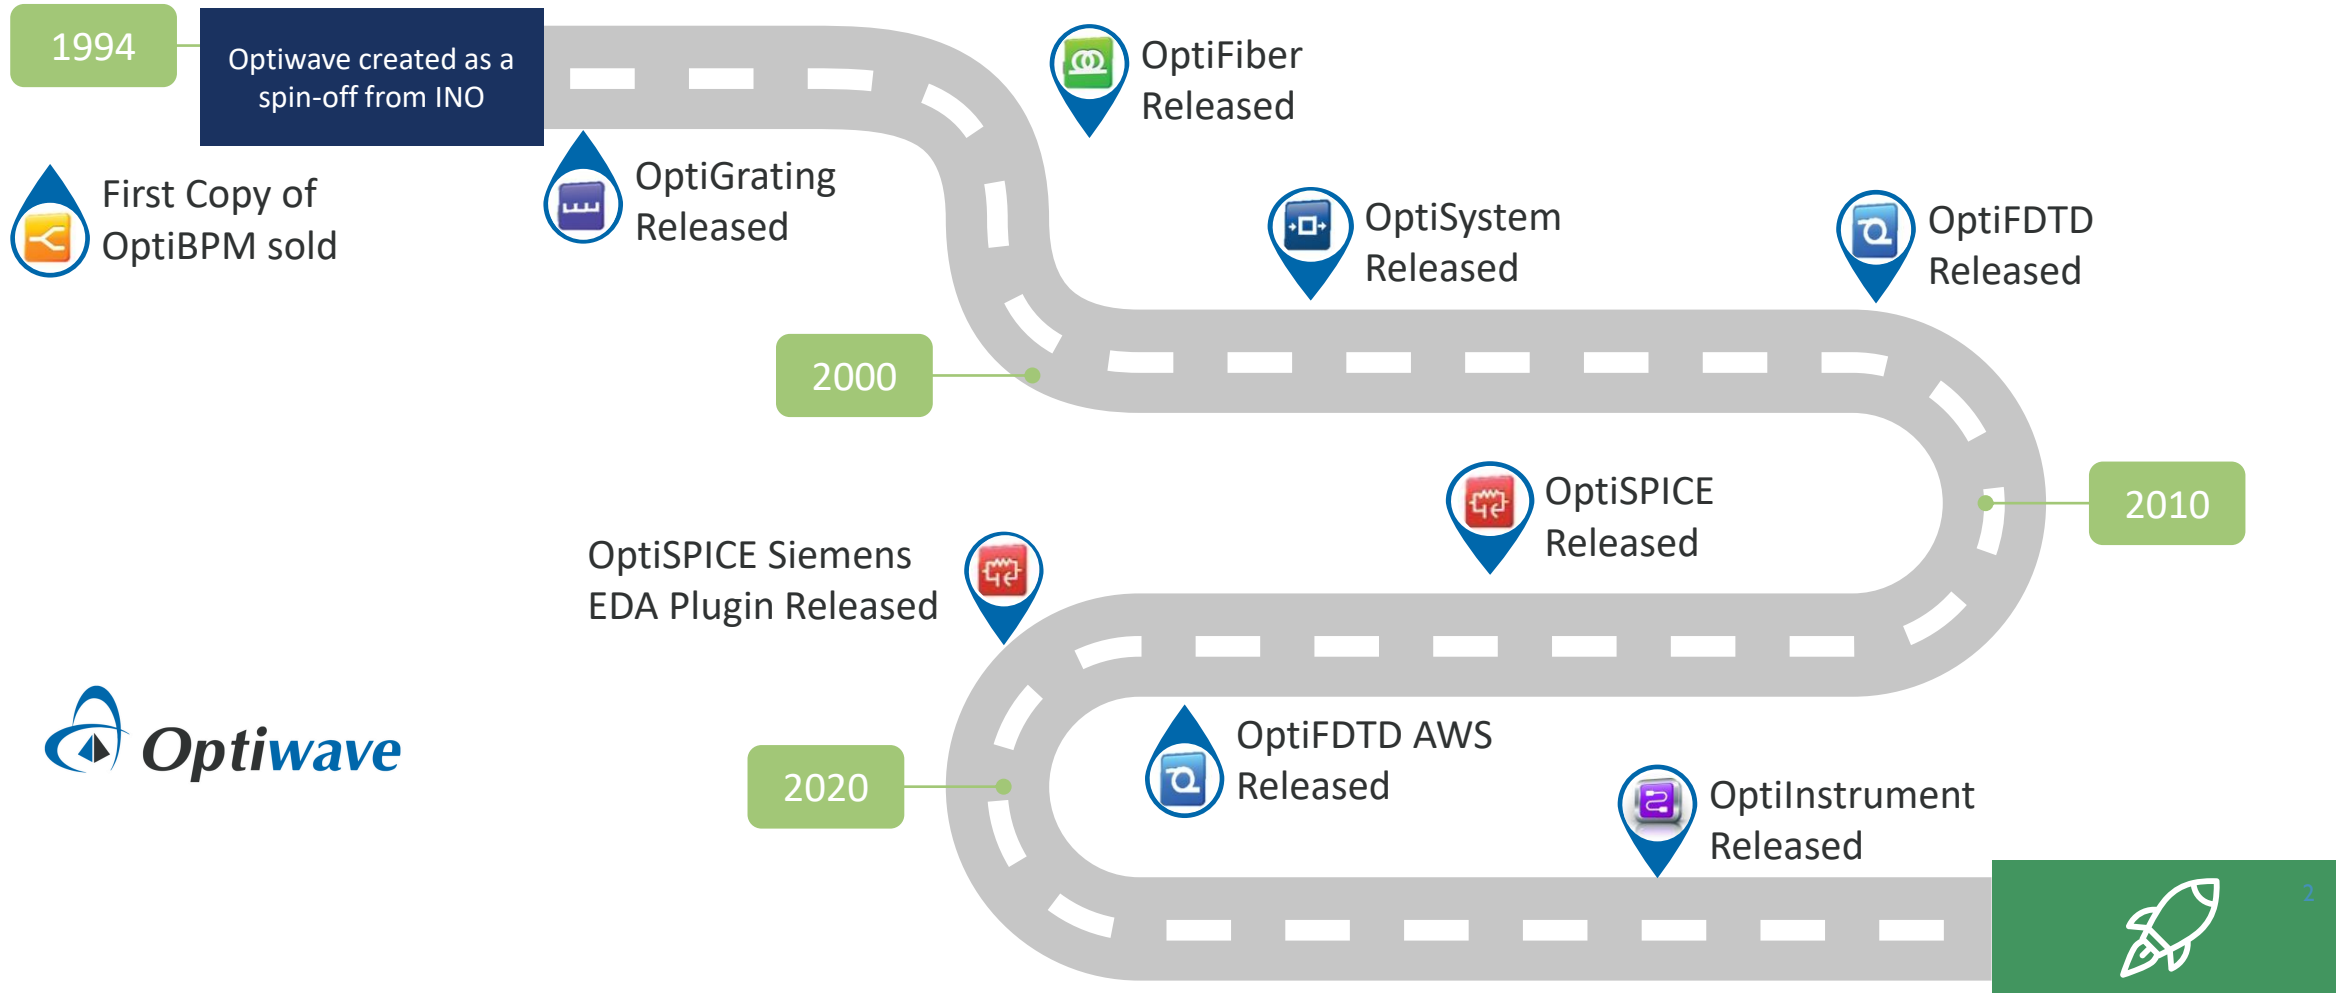 1994
Optiwave created as a
spin-off from INO
First Copy of
OptiBPM sold
OptiGrating
Released
OptiFiber
Released
OptiSystem
Released
OptiFDTD
Released
2000
2010
OptiSPICE
Released
OptiSPICE Siemens
EDA Plugin Released
Optiwave
2020
OptiFDTD AWS
Released
OptiInstrument
Released
2